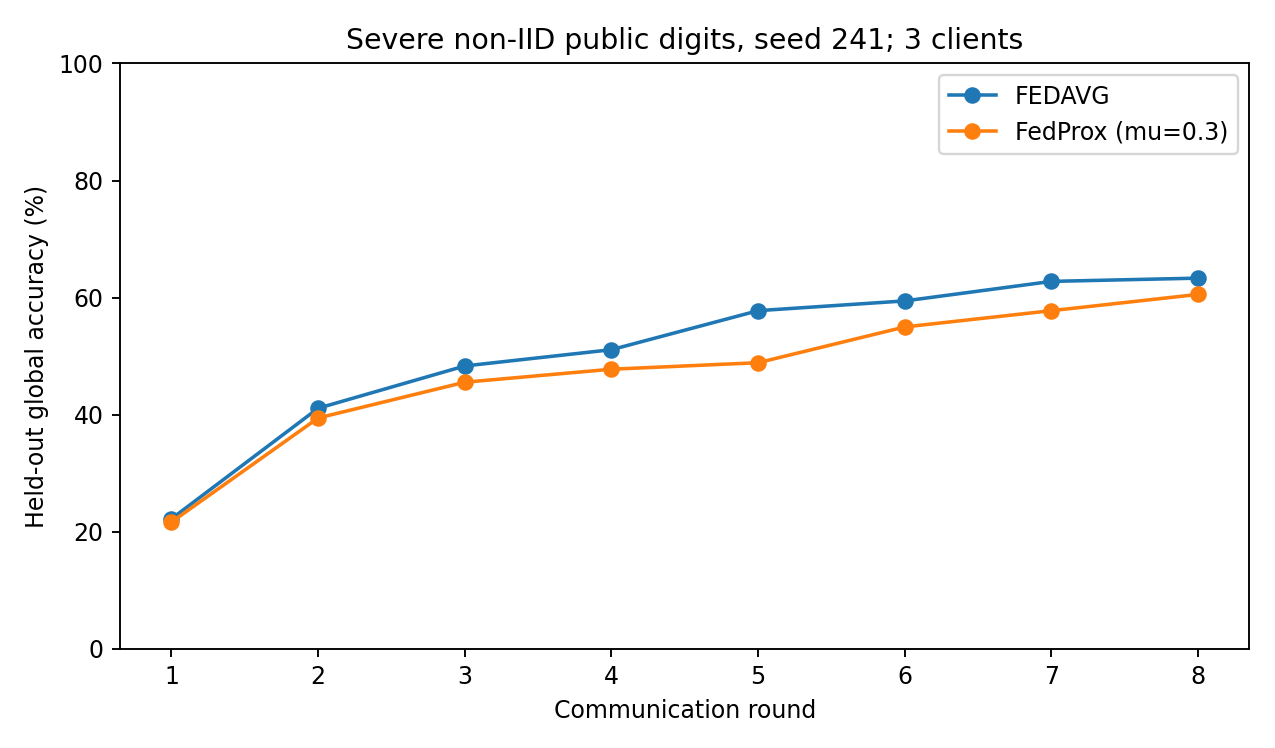 Severe non-IID public digits, seed 241; 3 clients
FEDAVG
FedProx (mu=0.3)
Held-out global accuracy (%)
100
80
60
40
20
0
1 2 3 4 5 6 7 8
Communication round